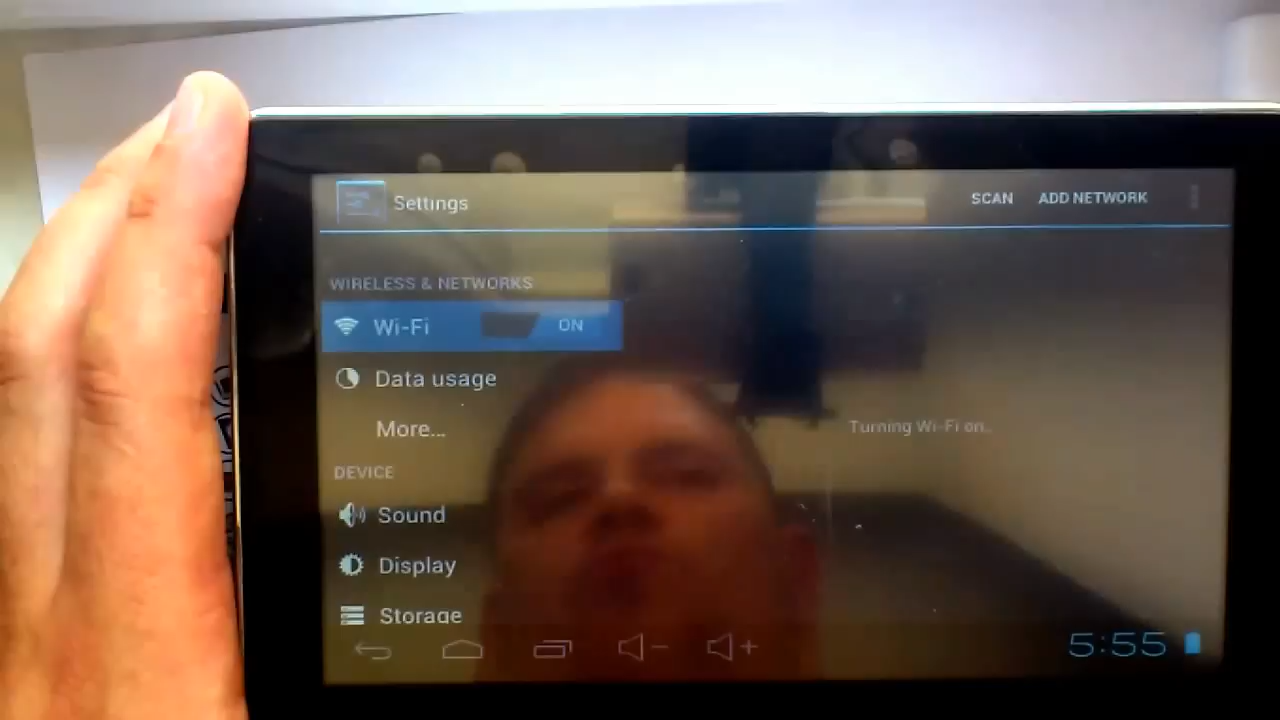 Settings
SCAN
ADD NETWORK
WIRELESS & NETWORKS
Wi-Fi
ON
Data usage
More...
Turning Wi-Fi on...
DEVICE
Sound
Display
Storage
5:55